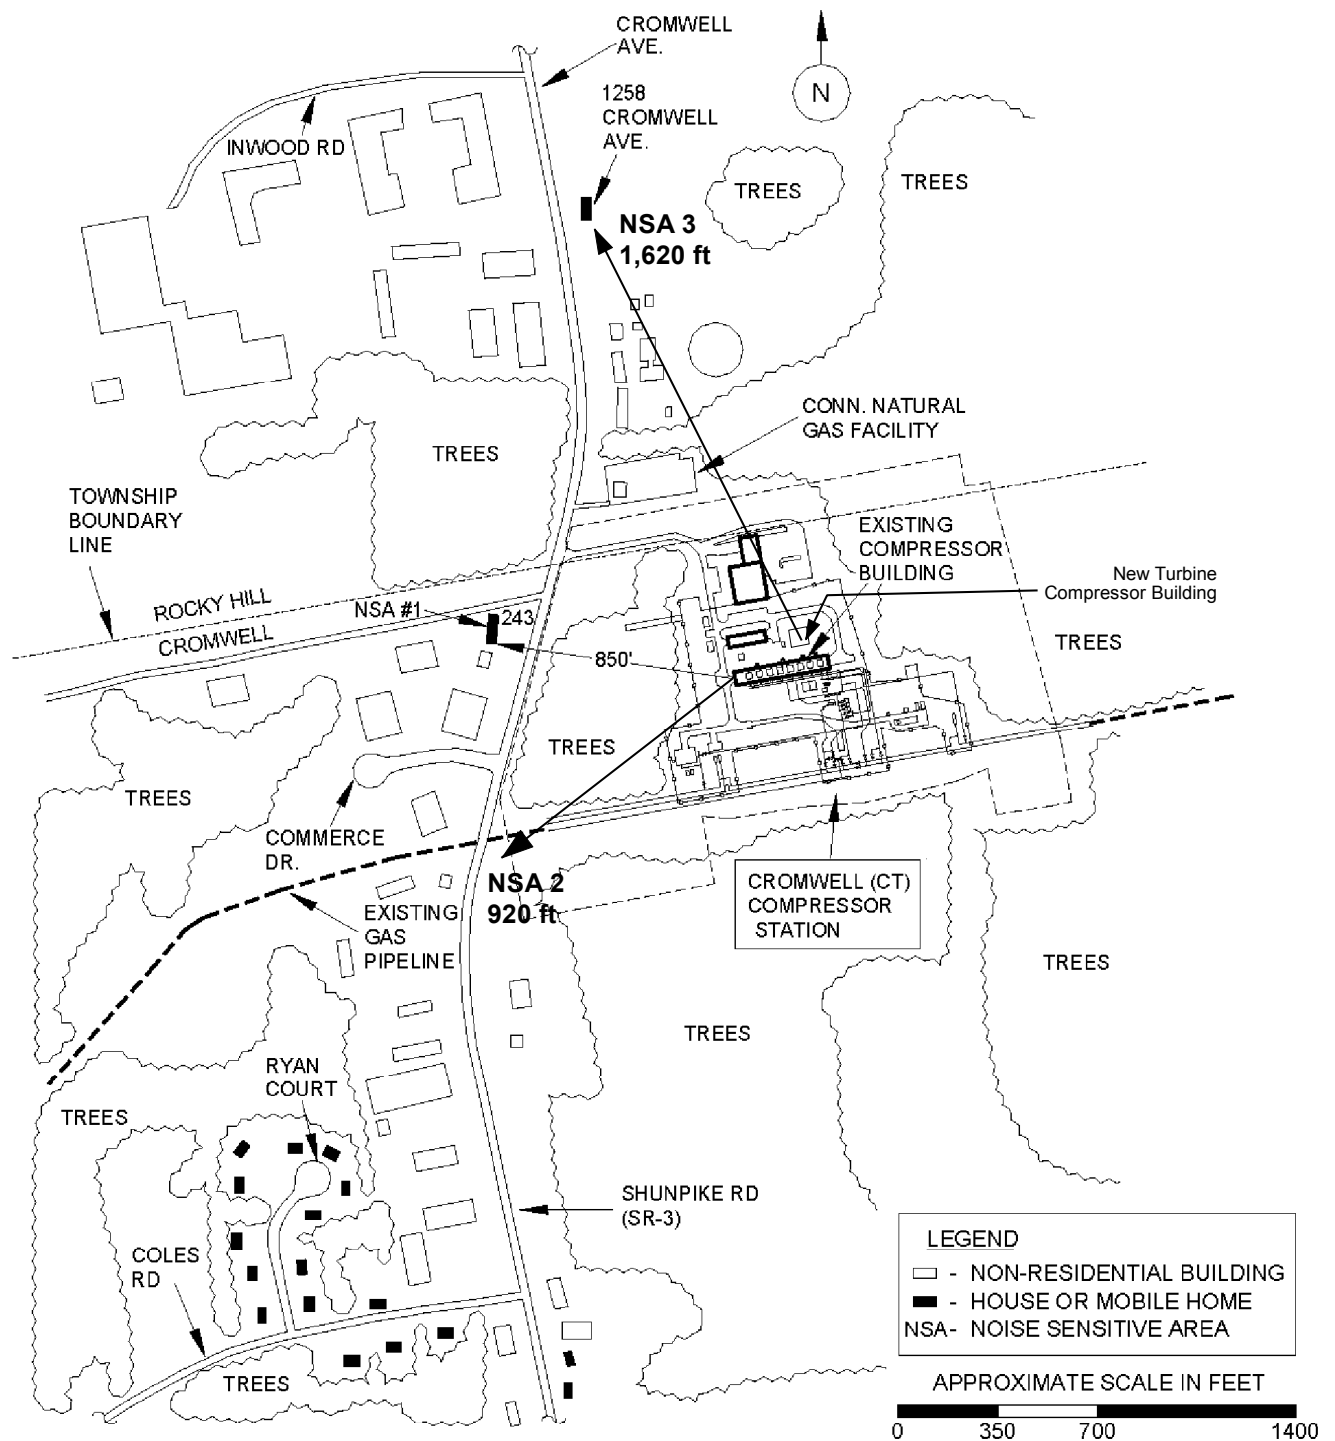 CROMWELL
AVE.
N
1258
CROMWELL
AVE.
INWOOD RD
TREES
TREES
NSA 3
1,620 ft
CONN. NATURAL
GAS FACILITY
TREES
TOWNSHIP
BOUNDARY
LINE
EXISTING
COMPRESSOR
BUILDING
New Turbine
Compressor Building
ROCKY HILL
CROMWELL
NSA #1
243
850'
TREES
TREES
TREES
COMMERCE
DR.
NSA 2
920 ft
CROMWELL (CT)
COMPRESSOR
STATION
EXISTING
GAS
PIPELINE
TREES
TREES
RYAN
COURT
TREES
SHUNPIKE RD
(SR-3)
COLES
RD
TREES
LEGEND
- NON-RESIDENTIAL BUILDING
- HOUSE OR MOBILE HOME
NSA- NOISE SENSITIVE AREA
APPROXIMATE SCALE IN FEET
0 350 700 1400